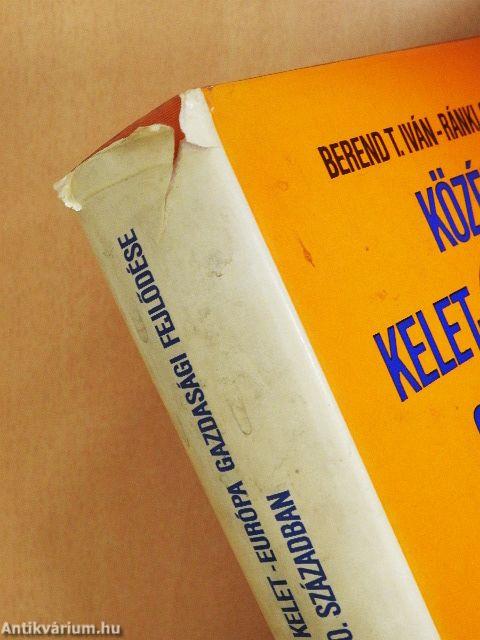 BEREND T. IVÁN-RÁNKI
KÖZÉ
KELET-
KELET-EURÓPA GAZDASÁGI FEJLŐDÉSE
0. SZÁZADBAN
Antikvárium.hu